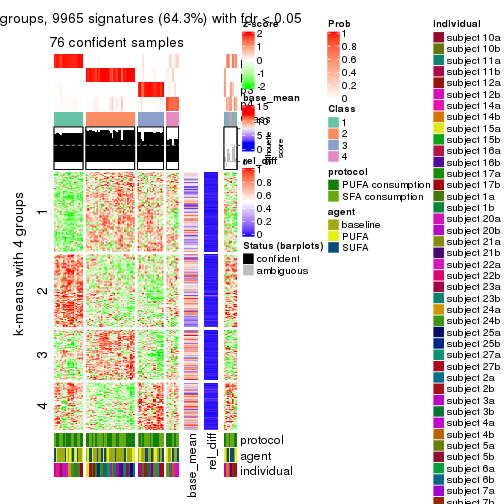 groups, 9965 signatures (64.3%) with fdr < 0.05
76 confident samples
k-means with 4 groups
1
2
3
4
base_mean
rel_diff
protocol
agent
individual
z-score
2
1
0
-1
-2
base_mean
15
10
5
0
silhouette
score
rel_diff
1
0.8
0.6
0.4
0.2
0
Status (barplots)
confident
ambiguous
Prob
1
0.8
0.6
0.4
0.2
0
Class
1
2
3
4
protocol
PUFA consumption
SFA consumption
agent
baseline
PUFA
SUFA
individual
subject 10a
subject 10b
subject 11a
subject 11b
subject 12a
subject 12b
subject 14a
subject 14b
subject 15a
subject 15b
subject 16a
subject 16b
subject 17a
subject 17b
subject 1a
subject 1b
subject 20a
subject 20b
subject 21a
subject 21b
subject 22a
subject 22b
subject 23a
subject 23b
subject 24a
subject 24b
subject 25a
subject 25b
subject 27a
subject 27b
subject 2a
subject 2b
subject 3a
subject 3b
subject 4a
subject 4b
subject 5a
subject 5b
subject 6a
subject 6b
subject 7a
subject 7b